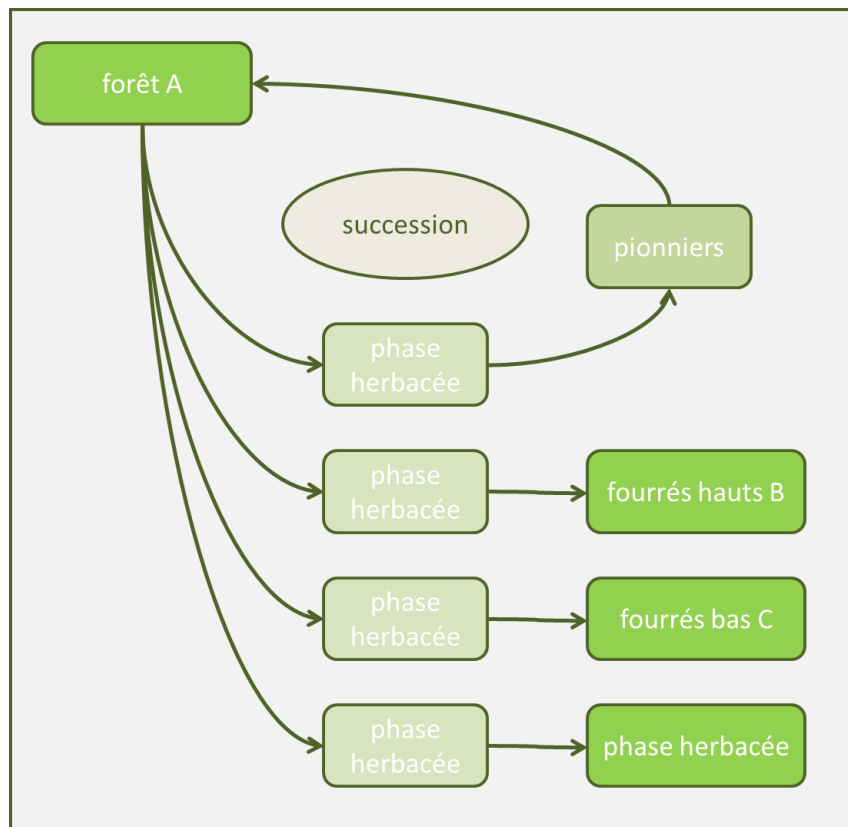 forêt A
succession
pionniers
phase
herbacée
phase
herbacée
fourrés hauts B
phase
herbacée
fourrés bas C
phase
herbacée
phase herbacée